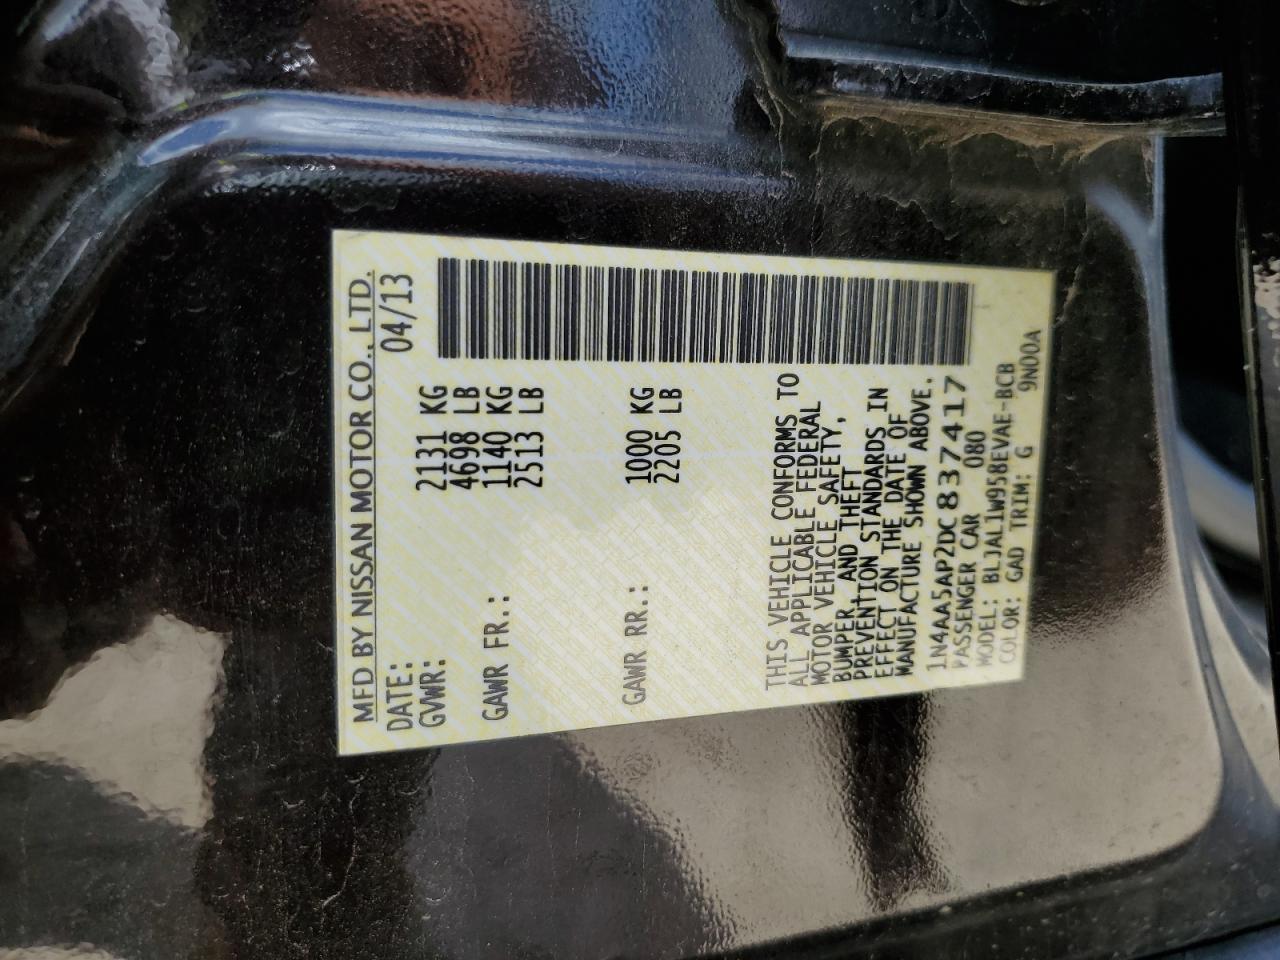 MFD BY NISSAN MOTOR CO., LTD.
DATE: 04/13
GVWR: 2131 KG
4698 LB
GAWR FR.: 1140 KG
2513 LB
GAWR RR.: 1000 KG
2205 LB
THIS VEHICLE CONFORMS TO
ALL APPLICABLE FEDERAL
MOTOR VEHICLE SAFETY,
BUMPER, AND THEFT
PREVENTION STANDARDS IN
EFFECT ON THE DATE OF
MANUFACTURE SHOWN ABOVE.
1N4AA5AP2DC837417
PASSENGER CAR 080
MODEL: BLJAL1W958EVAE-BCB
COLOR: GAD TRIM: G 9N00A